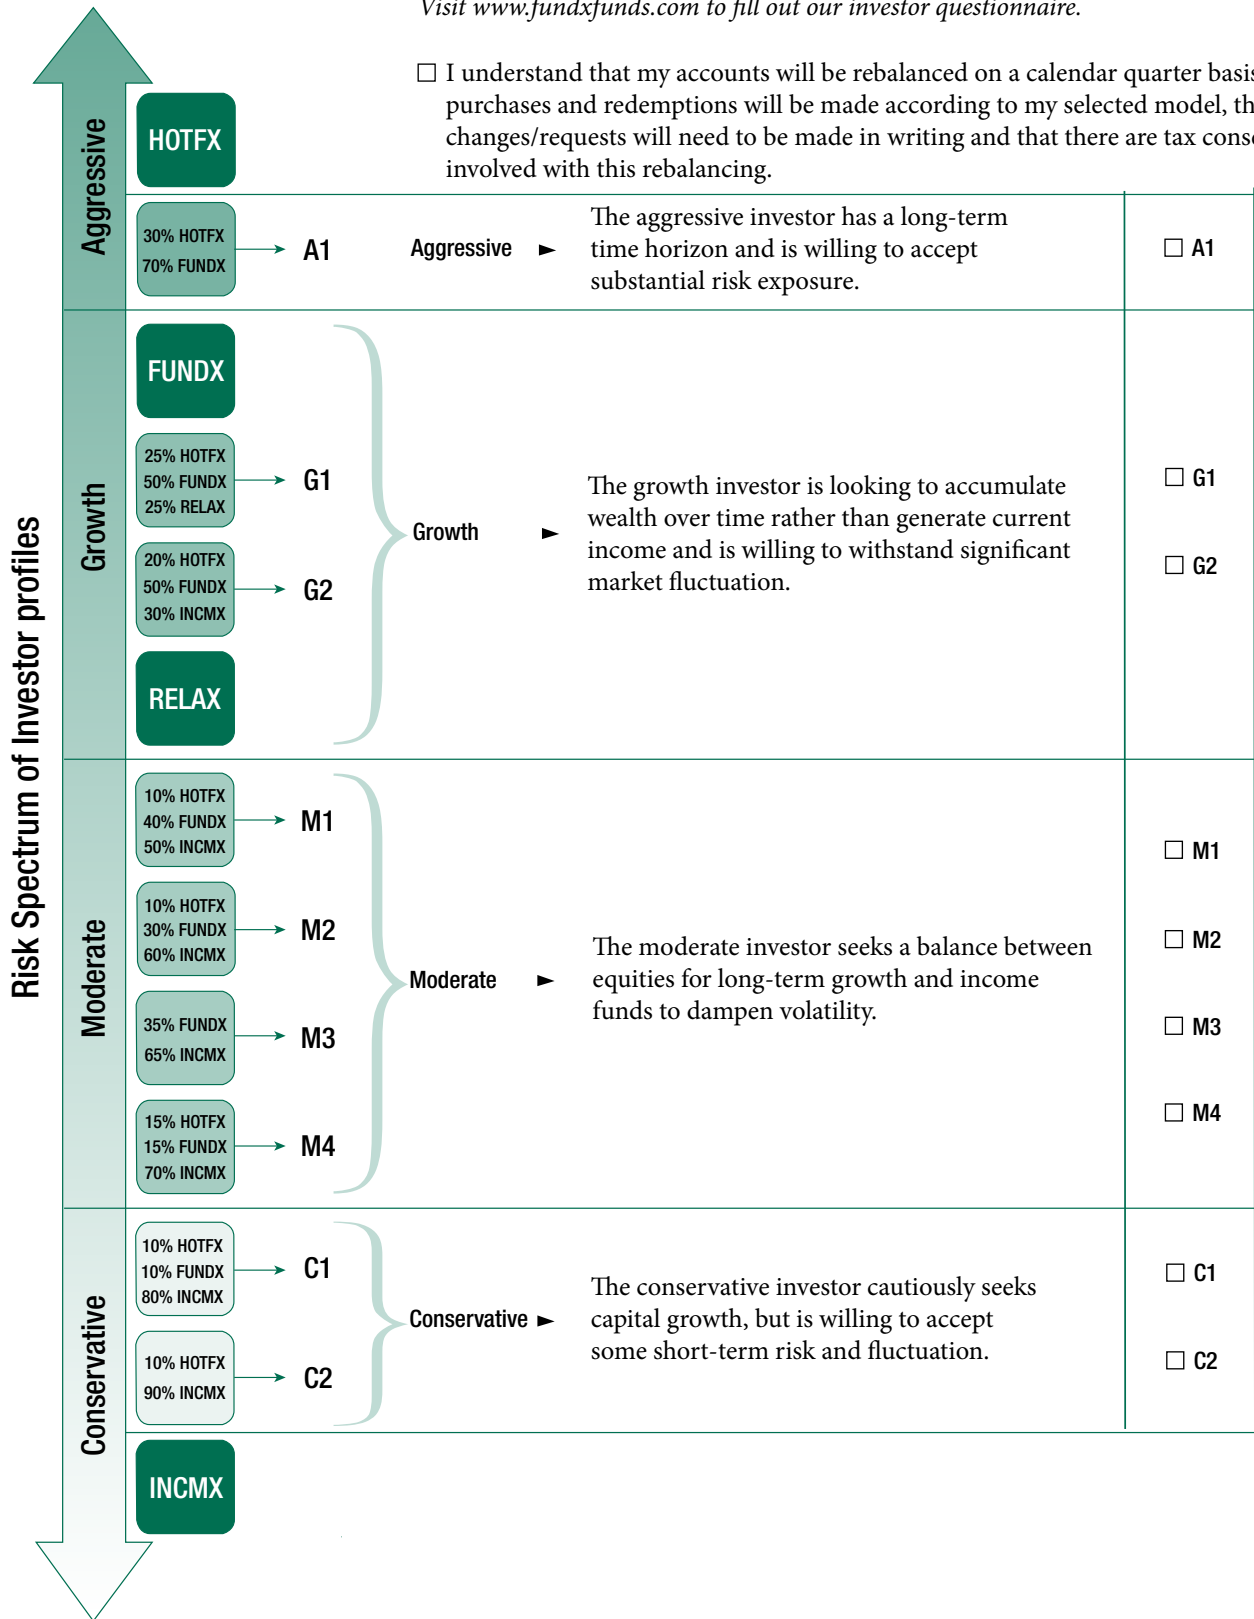 Visit www.fundxfunds.com to fill out our investor questionnaire.
I understand that my accounts will be rebalanced on a calendar quarter basis
purchases and redemptions will be made according to my selected model, th
changes/requests will need to be made in writing and that there are tax cons
involved with this rebalancing.
Risk Spectrum of Investor profiles
Aggressive
HOTFX
30% HOTFX
70% FUNDX
A1
Aggressive ►
The aggressive investor has a long-term
time horizon and is willing to accept
substantial risk exposure.
A1
Growth
FUNDX
25% HOTFX
50% FUNDX
25% RELAX
G1
20% HOTFX
50% FUNDX
30% INCMX
G2
RELAX
Growth ►
The growth investor is looking to accumulate
wealth over time rather than generate current
income and is willing to withstand significant
market fluctuation.
G1
G2
Moderate
10% HOTFX
40% FUNDX
50% INCMX
M1
10% HOTFX
30% FUNDX
60% INCMX
M2
35% FUNDX
65% INCMX
M3
15% HOTFX
15% FUNDX
70% INCMX
M4
Moderate ►
The moderate investor seeks a balance between
equities for long-term growth and income
funds to dampen volatility.
M1
M2
M3
M4
Conservative
10% HOTFX
10% FUNDX
80% INCMX
C1
10% HOTFX
90% INCMX
C2
Conservative ►
The conservative investor cautiously seeks
capital growth, but is willing to accept
some short-term risk and fluctuation.
C1
C2
INCMX